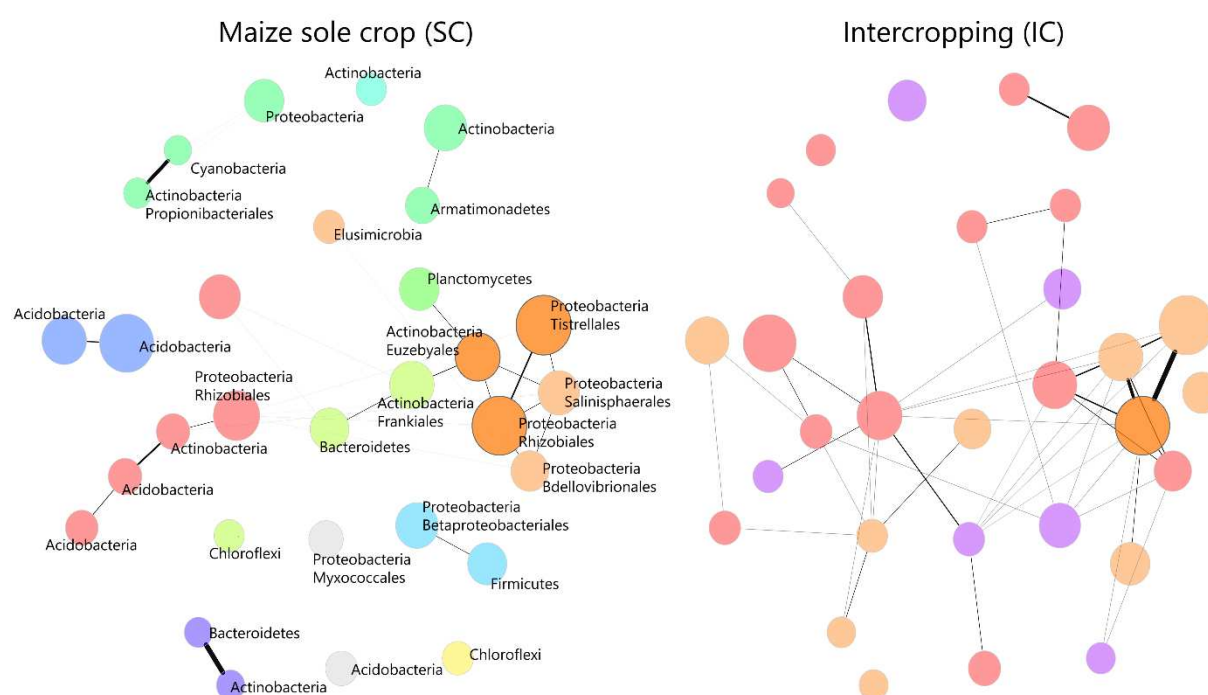 Maize sole crop (SC)
Intercropping (IC)
Actinobacteria
Proteobacteria
Actinobacteria
Cyanobacteria
Actinobacteria
Propionibacteriales
Armatimonadetes
Elusimicrobia
Planctomycetes
Acidobacteria
Acidobacteria
Proteobacteria
Tistrellales
Actinobacteria
Euzebyales
Proteobacteria
Rhizobiales
Proteobacteria
Salinisphaerales
Actinobacteria
Frankiales
Actinobacteria
Bacteroidetes
Proteobacteria
Rhizobiales
Acidobacteria
Proteobacteria
Bdellovibrionales
Acidobacteria
Proteobacteria
Betaproteobacteriales
Chloroflexi
Proteobacteria
Myxococcales
Firmicutes
Bacteroidetes
Chloroflexi
Acidobacteria
Actinobacteria